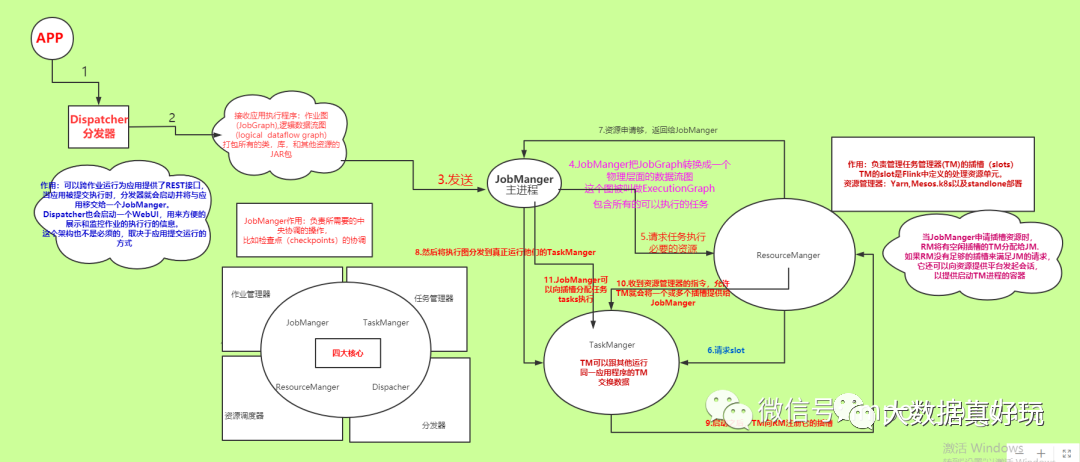 APP
1
Dispatcher
分发器
2
接收应用执行程序：作业图
(JobGraph),逻辑数据流图
(logical dataflow graph)
打包所有的类、库，和其他资源的
JAR包
作用：可以跨作业运行为应用提供了REST接口，
当应用被提交执行时，分发器就会启动并将与应
用移交给一个JobManger。
Dispatcher也会启动一个WebUI，用来方便的
展示和监控作业的执行行的信息。
这个架构也不是必须的，取决于应用提交运行的
方式
3.发送
JobManger
主进程
JobManger作用：负责所需要的中
央协调的操作.
比如检查点（checkpoints）的协调
7.资源申请够，返回给JobManger
4.JobManger把JobGraph转换成一个
物理层面的数据流图
这个图被叫做ExecutionGraph
包含所有的可以执行的任务
5.请求任务执行
必要的资源
8.然后将执行图分发到真正运行他们的TaskManger
作用：负责管理任务管理器(TM)的插槽（slots）
TM的slot是Flink中定义的处理资源单元。
资源管理器：Yarn,Mesos.k8s以及standlone部署
ResourceManger
当JobManger申请插槽资源时，
RM将有空闲插槽的TM分配给JM.
如果RM没有足够的插槽来满足JM的请求，
它还可以向资源提供平台发起会话，
以提供启动TM进程的容器
11.JobManger可
以向插槽分配任务
tasks执行
10.收到资源管理器的指令，允许
TM就会将一个或多个插槽提供给
JobManger
作业管理器
任务管理器
JobManger
TaskManger
四大核心
ResourceManger
Dispacher
资源调度器
分发器
TaskManger
TM可以跟其他运行
同一应用程序的TM
交换数据
6.请求slot
微信号
大数据真好玩
TM向RM注册它的插槽
激活 Windows